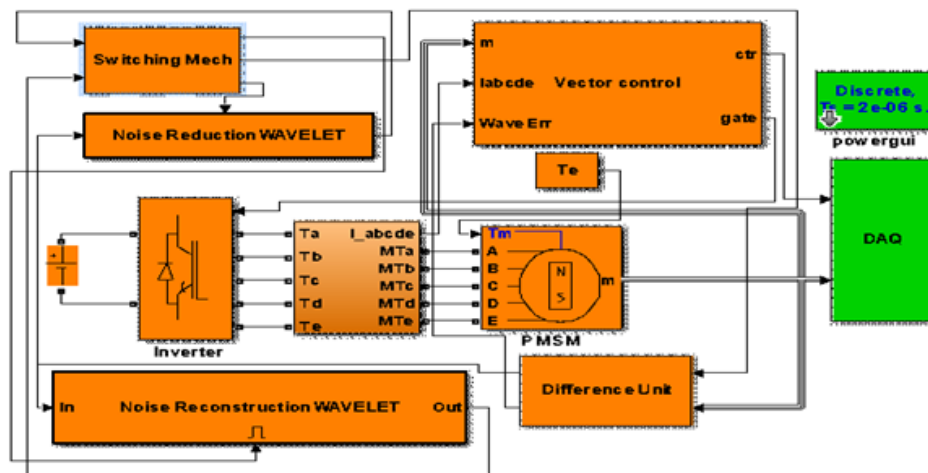 Switching Mech
Noise Reduction WAVELET
m
Iabcde
Wave Err
Vector control
ctr
gate
Discrete,
Ts = 2e-06 s.
powergui
Te
DAQ
Inverter
Ta
Tb
Tc
Td
Te
I_abcde
MTa
MTb
MTc
MTd
MTe
Tm
A
B
C
D
E
N
S
m
PMSM
Difference Unit
In
Noise Reconstruction WAVELET
Out